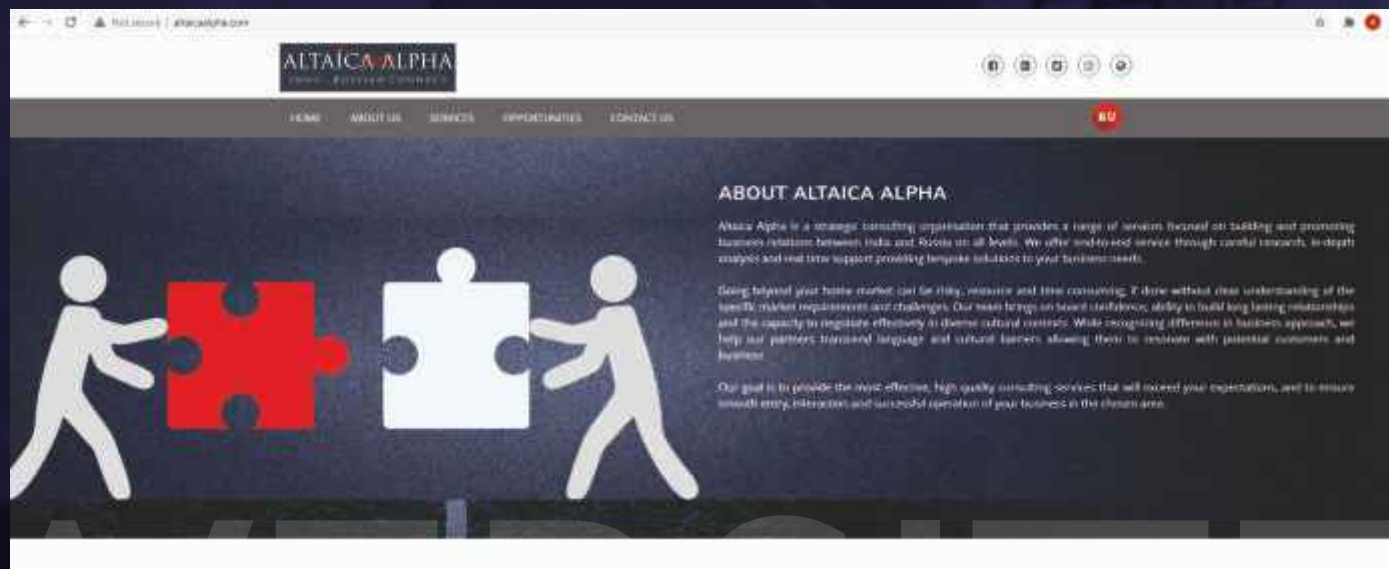 Not secure | altaicaalpha.com
ALTAICA ALPHA
INDO - RUSSIAN CONNECT
HOME ABOUT US SERVICES OPPORTUNITIES CONTACT US
RU
ABOUT ALTAICA ALPHA
Altaica Alpha is a strategic consulting organisation that provides a range of services focused on building and promoting
business relations between India and Russia on all levels. We offer end-to-end service through careful research, in-depth
analysis and real time support providing bespoke solutions to your business needs.
Going beyond your home market can be risky, resource and time consuming, if done without clear understanding of the
specific market requirements and challenges. Our team brings on board confidence, ability to build long lasting relationships
and the capacity to negotiate effectively in diverse cultural contexts. While recognising difference in business approach, we
help our partners transcend language and cultural barriers allowing them to resonate with potential customers and
business.
Our goal is to provide the most effective, high quality consulting services that will exceed your expectations, and to ensure
smooth entry, interaction and successful operation of your business in the chosen area.